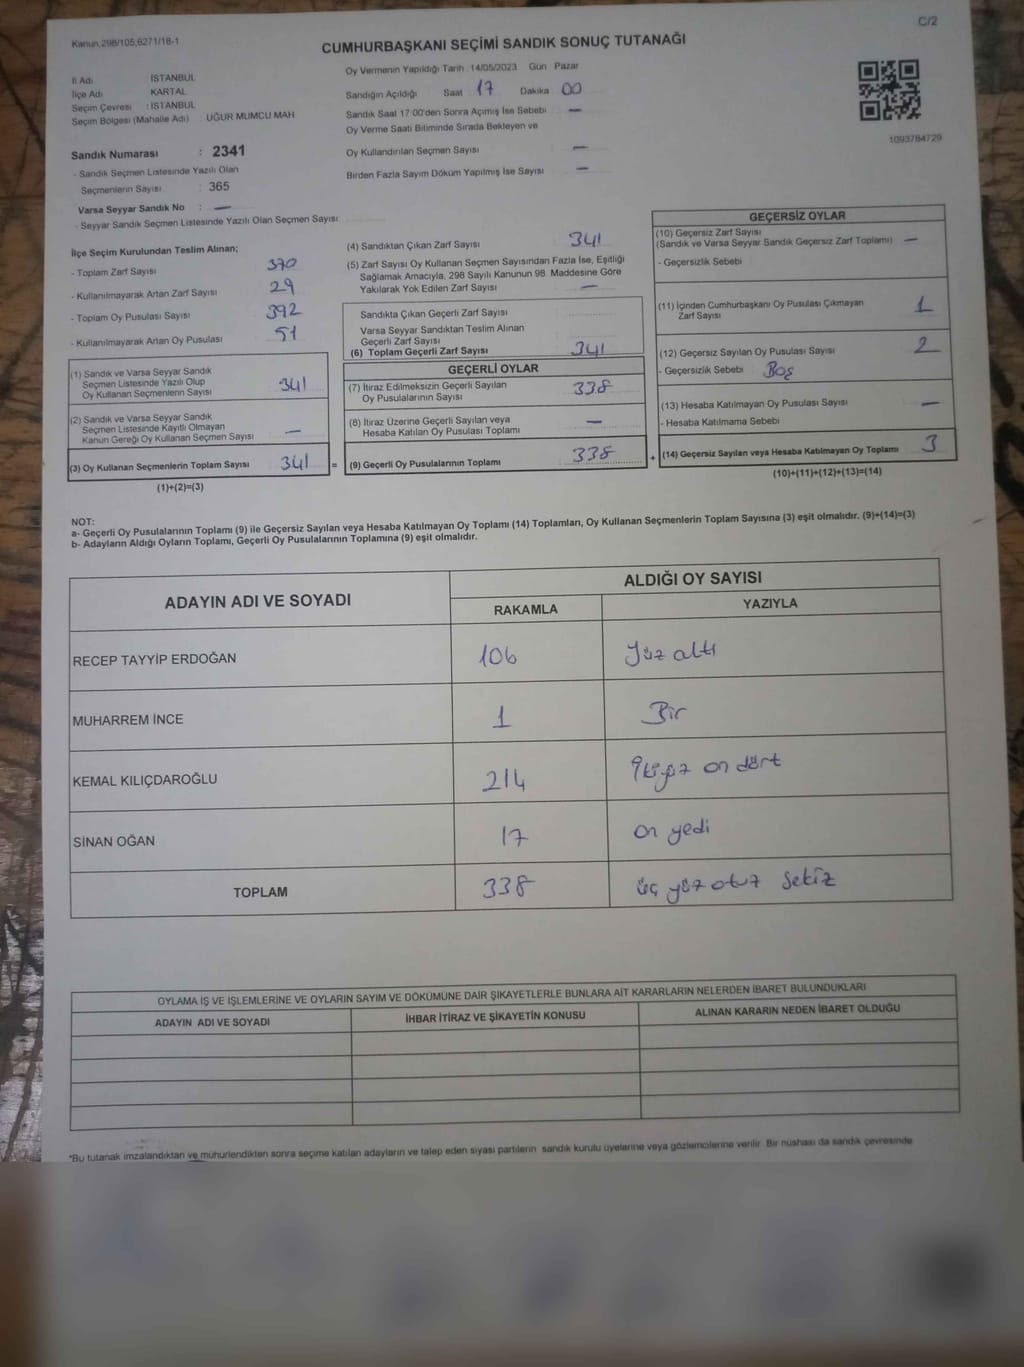 C/2
Kanun,298/105,6271/18-1
CUMHURBAŞKANI SEÇİMİ SANDIK SONUÇ TUTANAĞI
İl Adı : İSTANBUL
İlçe Adı : KARTAL
Seçim Çevresi : İSTANBUL
Seçim Bölgesi (Mahalle Adı) : UĞUR MUMCU MAH
Sandık Numarası : 2341
- Sandık Seçmen Listesinde Yazılı Olan
Seçmenlerin Sayısı : 365
Varsa Seyyar Sandık No : —
- Seyyar Sandık Seçmen Listesinde Yazılı Olan Seçmen Sayısı
Oy Vermenin Yapıldığı Tarih : 14/05/2023 Gün Pazar
Sandığın Açıldığı Saat 17 Dakika 00
Sandık Saat 17:00'den Sonra Açımış İse Sebebi —
Oy Verme Saati Bitiminde Sırada Bekleyen ve
Oy Kullandırılan Seçmen Sayısı —
Birden Fazla Sayım Döküm Yapılmış İse Sayısı —
1093784729
İlçe Seçim Kurulundan Teslim Alınan;
- Toplam Zarf Sayısı 370
- Kullanılmayarak Artan Zarf Sayısı 29
- Toplam Oy Pusulası Sayısı 392
- Kullanılmayarak Artan Oy Pusulası 51
(1) Sandık ve Varsa Seyyar Sandık
Seçmen Listesinde Yazılı Olup
Oy Kullanan Seçmenlerin Sayısı 341
(2) Sandık ve Varsa Seyyar Sandık
Seçmen Listesinde Kayıtlı Olmayan
Kanun Gereği Oy Kullanan Seçmen Sayısı —
(3) Oy Kullanan Seçmenlerin Toplam Sayısı 341 =
(1)+(2)=(3)
(4) Sandıktan Çıkan Zarf Sayısı 341
(5) Zarf Sayısı Oy Kullanan Seçmen Sayısından Fazla İse, Eşitliği
Sağlamak Amacıyla, 298 Sayılı Kanunun 98. Maddesine Göre
Yakılarak Yok Edilen Zarf Sayısı —
Sandıkta Çıkan Geçerli Zarf Sayısı
Varsa Seyyar Sandıktan Teslim Alınan
Geçerli Zarf Sayısı
(6) Toplam Geçerli Zarf Sayısı 341
GEÇERLİ OYLAR
(7) İtiraz Edilmeksizin Geçerli Sayılan
Oy Pusulalarının Sayısı 338
(8) İtiraz Üzerine Geçerli Sayılan veya
Hesaba Katılan Oy Pusulası Toplamı —
(9) Geçerli Oy Pusulalarının Toplamı 338 +
GEÇERSİZ OYLAR
(10) Geçersiz Zarf Sayısı
(Sandık ve Varsa Seyyar Sandık Geçersiz Zarf Toplamı) —
- Geçersizlik Sebebi
(11) İçinden Cumhurbaşkanı Oy Pusulası Çıkmayan
Zarf Sayısı 1
(12) Geçersiz Sayılan Oy Pusulası Sayısı 2
- Geçersizlik Sebebi Boş
(13) Hesaba Katılmayan Oy Pusulası Sayısı —
- Hesaba Katılmama Sebebi
(14) Geçersiz Sayılan veya Hesaba Katılmayan Oy Toplamı 3
(10)+(11)+(12)+(13)=(14)
NOT:
a- Geçerli Oy Pusulalarının Toplamı (9) ile Geçersiz Sayılan veya Hesaba Katılmayan Oy Toplamı (14) Toplamları, Oy Kullanan Seçmenlerin Toplam Sayısına (3) eşit olmalıdır. (9)+(14)=(3)
b- Adayların Aldığı Oyların Toplamı, Geçerli Oy Pusulalarının Toplamına (9) eşit olmalıdır.
ADAYIN ADI VE SOYADI
ALDIĞI OY SAYISI
RAKAMLA YAZIYLA
RECEP TAYYİP ERDOĞAN 106 Yüz altı
MUHARREM İNCE 1 Bir
KEMAL KILIÇDAROĞLU 214 İkiyüz on dört
SİNAN OĞAN 17 on yedi
TOPLAM 338 üç yüz otuz sekiz
OYLAMA İŞ VE İŞLEMLERİNE VE OYLARIN SAYIM VE DÖKÜMÜNE DAİR ŞİKAYETLERLE BUNLARA AİT KARARLARIN NELERDEN İBARET BULUNDUKLARI
ADAYIN ADI VE SOYADI İHBAR İTİRAZ VE ŞİKAYETİN KONUSU ALINAN KARARIN NEDEN İBARET OLDUĞU
*Bu tutanak imzalandıktan ve mühürlendikten sonra seçime katılan adayların ve talep eden siyasi partilerin sandık kurulu üyelerine veya gözlemcilerine verilir. Bir nüshası da sandık çevresinde